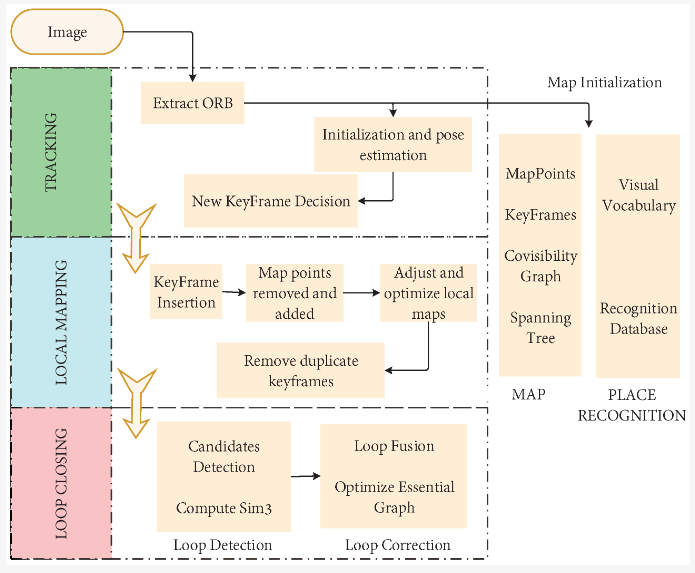 Image
TRACKING
Extract ORB
Initialization and pose
estimation
New KeyFrame Decision
LOCAL MAPPING
KeyFrame
Insertion
Map points
removed and
added
Adjust and
optimize local
maps
Remove duplicate
keyframes
LOOP CLOSING
Candidates
Detection
Compute Sim3
Loop Detection
Loop Fusion
Optimize Essential
Graph
Loop Correction
Map Initialization
MapPoints
KeyFrames
Covisibility
Graph
Spanning
Tree
MAP
Visual
Vocabulary
Recognition
Database
PLACE
RECOGNITION